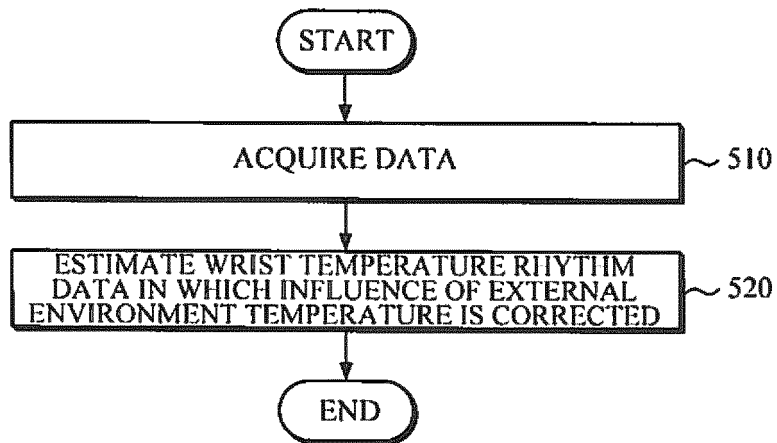 START
ACQUIRE DATA
510
ESTIMATE WRIST TEMPERATURE RHYTHM
DATA IN WHICH INFLUENCE OF EXTERNAL
ENVIRONMENT TEMPERATURE IS CORRECTED
520
END